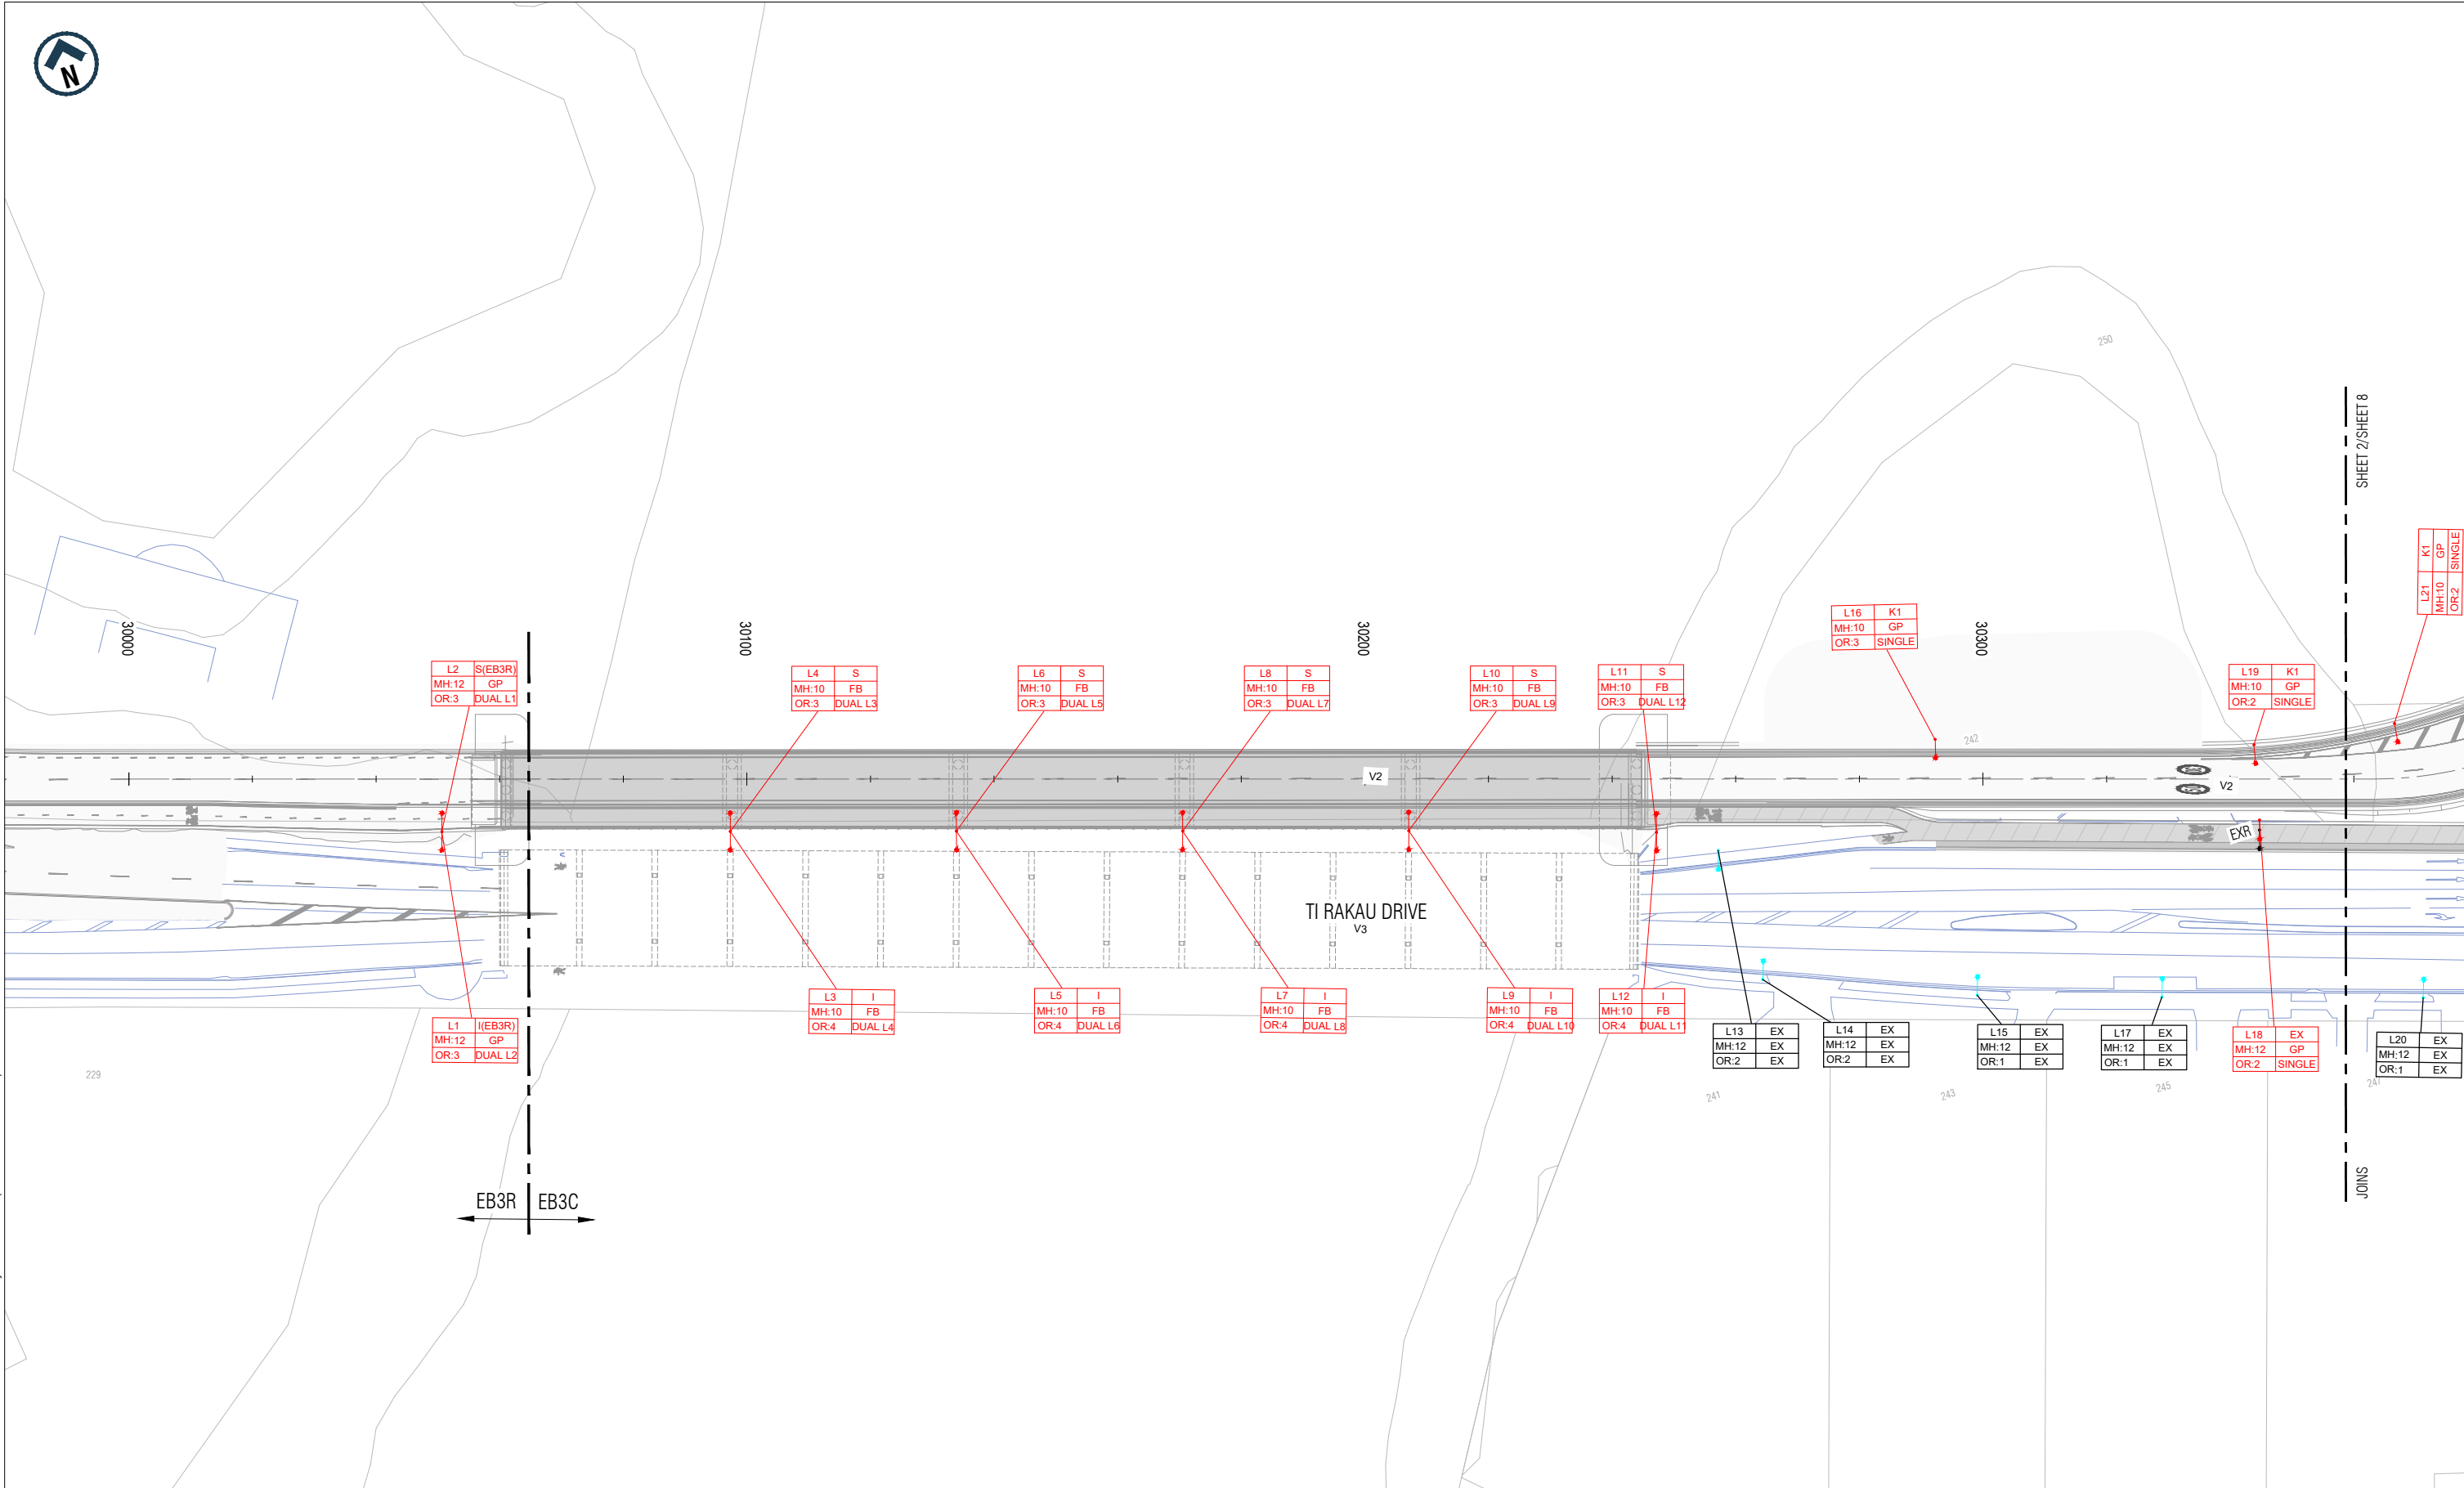 N
SHEET 2/SHEET 8
250
L21 K1
MH:10 GP
OR:2 SINGLE
30000
30100
30200
30300
L16 K1
MH:10 GP
OR:3 SINGLE
L2 S(EB3R)
MH:12 GP
OR:3 DUAL L1
L4 S
MH:10 FB
OR:3 DUAL L3
L6 S
MH:10 FB
OR:3 DUAL L5
L8 S
MH:10 FB
OR:3 DUAL L7
L10 S
MH:10 FB
OR:3 DUAL L9
L11 S
MH:10 FB
OR:3 DUAL L12
L19 K1
MH:10 GP
OR:2 SINGLE
242
V2
V2
EXR
TI RAKAU DRIVE
V3
L3 I
MH:10 FB
OR:4 DUAL L4
L5 I
MH:10 FB
OR:4 DUAL L6
L7 I
MH:10 FB
OR:4 DUAL L8
L9 I
MH:10 FB
OR:4 DUAL L10
L12 I
MH:10 FB
OR:4 DUAL L11
L1 I(EB3R)
MH:12 GP
OR:3 DUAL L2
L13 EX
MH:12 EX
OR:2 EX
L14 EX
MH:12 EX
OR:2 EX
L15 EX
MH:12 EX
OR:1 EX
L17 EX
MH:12 EX
OR:1 EX
L18 EX
MH:12 GP
OR:2 SINGLE
L20 EX
MH:12 EX
OR:1 EX
229
241
243
245
247
JOINS
EB3R EB3C